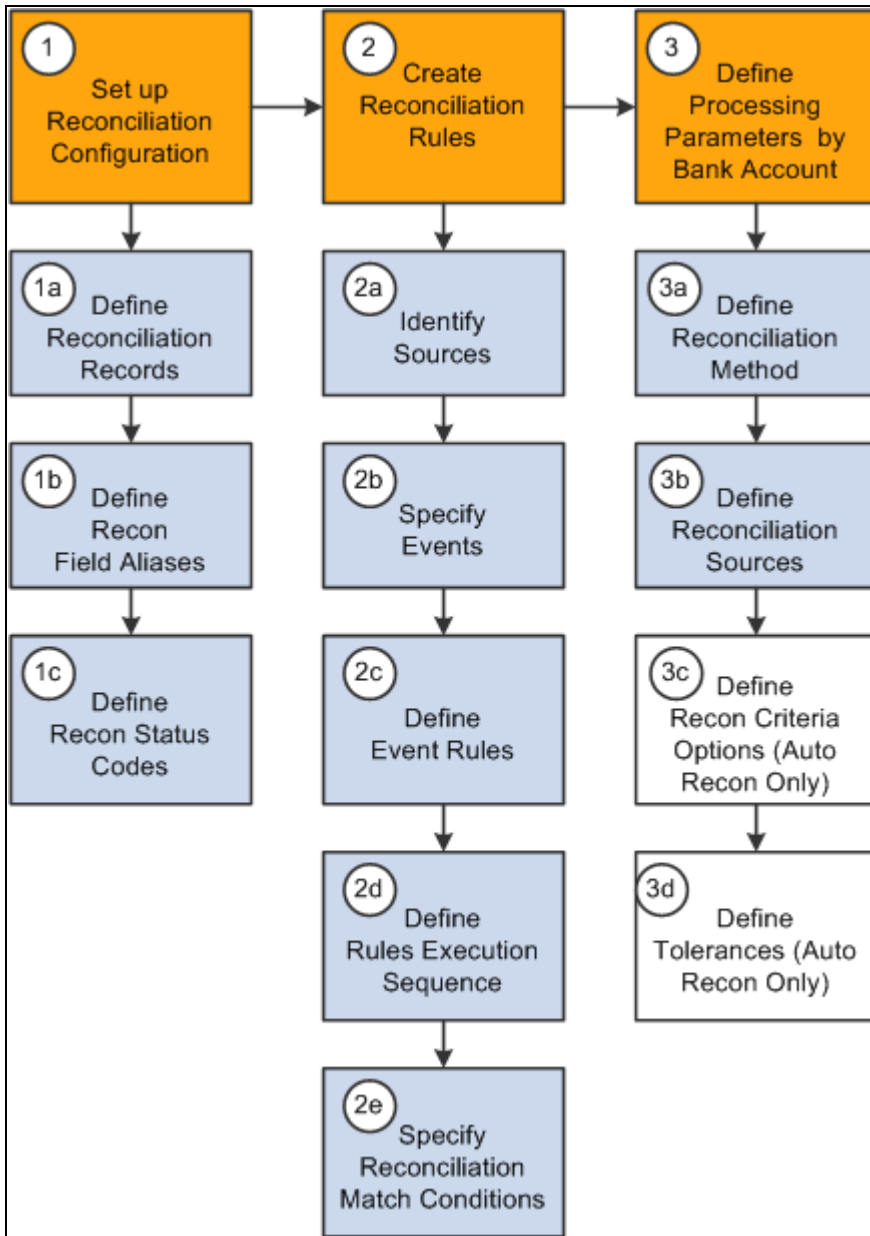 1
Set up
Reconciliation
Configuration
2
Create
Reconciliation
Rules
3
Define
Processing
Parameters by
Bank Account
1a
Define
Reconciliation
Records
1b
Define
Recon
Field Aliases
1c
Define
Recon Status
Codes
2a
Identify
Sources
2b
Specify
Events
2c
Define
Event Rules
2d
Define
Rules Execution
Sequence
2e
Specify
Reconciliation
Match Conditions
3a
Define
Reconciliation
Method
3b
Define
Reconciliation
Sources
3c
Define
Recon Criteria
Options (Auto
Recon Only)
3d
Define
Tolerances (Auto
Recon Only)